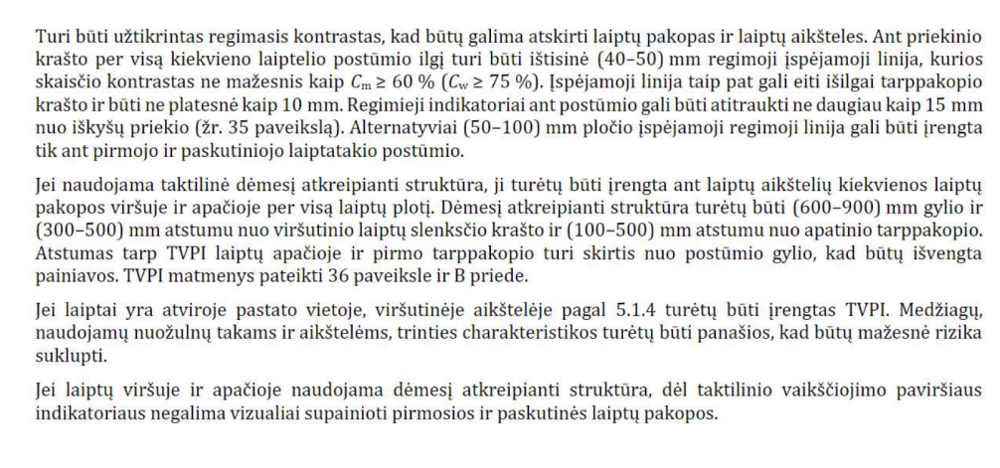 Turi būti užtikrintas regimasis kontrastas, kad būtų galima atskirti laiptų pakopas ir laiptų aikšteles. Ant priekinio
krašto per visą kiekvieno laiptelio postūmio ilgį turi būti ištisinė (40–50) mm regimoji įspėjamoji linija, kurios
skaisčio kontrastas ne mažesnis kaip Cm ≥ 60 % (Cw ≥ 75 %). Įspėjamoji linija taip pat gali eiti išilgai tarppakopio
krašto ir būti ne platesnė kaip 10 mm. Regimieji indikatoriai ant postūmio gali būti atitraukti ne daugiau kaip 15 mm
nuo iškyšų priekio (žr. 35 paveikslą). Alternatyviai (50–100) mm pločio įspėjamoji regimoji linija gali būti įrengta
tik ant pirmojo ir paskutiniojo laiptatakio postūmio.
Jei naudojama taktilinė dėmesį atkreipianti struktūra, ji turėtų būti įrengta ant laiptų aikštelių kiekvienos laiptų
pakopos viršuje ir apačioje per visą laiptų plotį. Dėmesį atkreipianti struktūra turėtų būti (600–900) mm gylio ir
(300–500) mm atstumu nuo viršutinio laiptų slenksčio krašto ir (100–500) mm atstumu nuo apatinio tarppakopio.
Atstumas tarp TVPI laiptų apačioje ir pirmo tarppakopio turi skirtis nuo postūmio gylio, kad būtų išvengta
painiavos. TVPI matmenys pateikti 36 paveiksle ir B priede.
Jei laiptai yra atviroje pastato vietoje, viršutinėje aikštelėje pagal 5.1.4 turėtų būti įrengtas TVPI. Medžiagų,
naudojamų nuožulnų takams ir aikštelėms, trinties charakteristikos turėtų būti panašios, kad būtų mažesnė rizika
suklupti.
Jei laiptų viršuje ir apačioje naudojama dėmesį atkreipianti struktūra, dėl taktilinio vaikščiojimo paviršiaus
indikatoriaus negalima vizualiai supainioti pirmosios ir paskutinės laiptų pakopos.